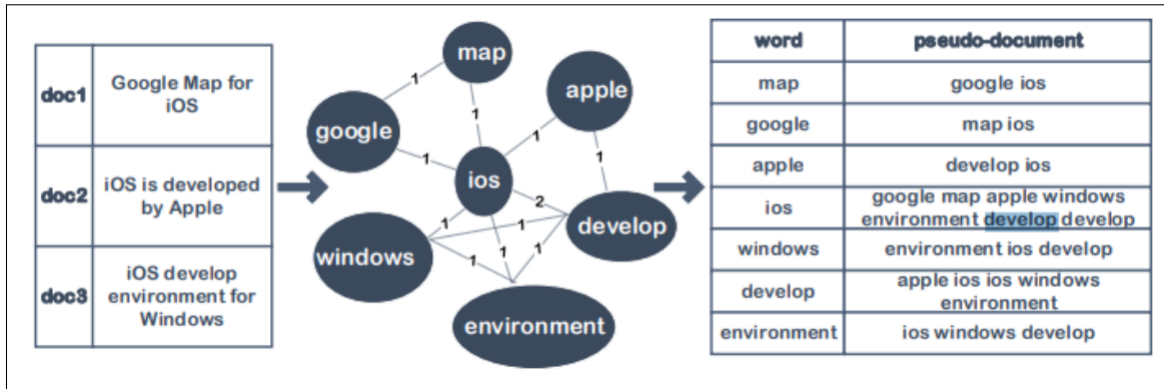 doc1
Google Map for
iOS
doc2
iOS is developed
by Apple
doc3
iOS develop
environment for
Windows
map
apple
google
ios
develop
windows
environment
1
1
1
1
1
1
2
1
1
1
1
word
pseudo-document
map
google ios
google
map ios
apple
develop ios
ios
google map apple windows
environment develop develop
windows
environment ios develop
develop
apple ios ios windows
environment
environment
ios windows develop